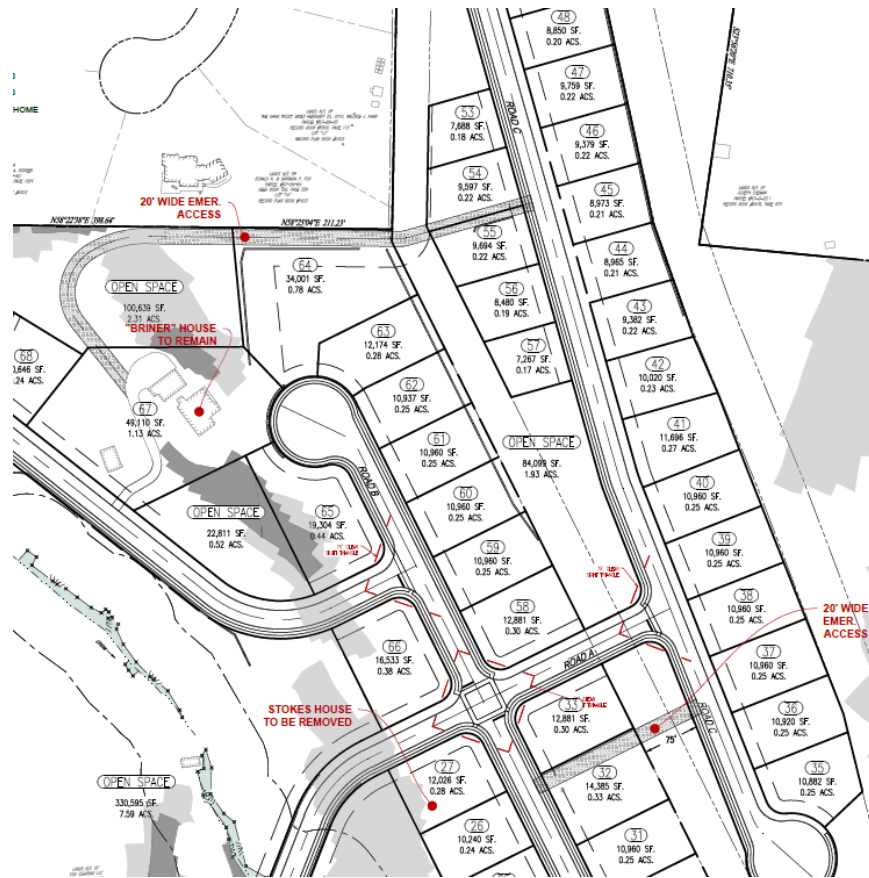 HOME
20' WIDE EMER.
ACCESS
N58°22'38"E 398.64'
N58°25'04"E 211.23'
OPEN SPACE
100,639 SF.
2.31 ACS.
"BRINER" HOUSE
TO REMAIN
64
34,001 SF.
0.78 ACS.
68
67
49,110 SF.
1.13 ACS.
63
12,174 SF.
0.28 ACS.
62
10,937 SF.
0.25 ACS.
61
10,960 SF.
0.25 ACS.
60
10,960 SF.
0.25 ACS.
59
10,960 SF.
0.25 ACS.
58
12,881 SF.
0.30 ACS.
ROAD B
OPEN SPACE
22,811 SF.
0.52 ACS.
65
19,304 SF.
0.44 ACS.
66
16,533 SF.
0.38 ACS.
53
7,688 SF.
0.18 ACS.
54
9,597 SF.
0.22 ACS.
55
9,694 SF.
0.22 ACS.
56
8,480 SF.
0.19 ACS.
57
7,267 SF.
0.17 ACS.
OPEN SPACE
84,099 SF.
1.93 ACS.
ROAD C
48
8,850 SF.
0.20 ACS.
47
9,759 SF.
0.22 ACS.
46
9,379 SF.
0.22 ACS.
45
8,973 SF.
0.21 ACS.
44
8,965 SF.
0.21 ACS.
43
9,382 SF.
0.22 ACS.
42
10,020 SF.
0.23 ACS.
41
11,696 SF.
0.27 ACS.
40
10,960 SF.
0.25 ACS.
39
10,960 SF.
0.25 ACS.
38
10,960 SF.
0.25 ACS.
37
10,960 SF.
0.25 ACS.
36
10,920 SF.
0.25 ACS.
35
10,882 SF.
0.25 ACS.
20' WIDE
EMER.
ACCESS
ROAD A
ROAD C
75'
33
12,881 SF.
0.30 ACS.
32
14,385 SF.
0.33 ACS.
31
10,960 SF.
0.25 ACS.
STOKES HOUSE
TO BE REMOVED
27
12,026 SF.
0.28 ACS.
26
10,240 SF.
0.24 ACS.
OPEN SPACE
330,595 SF.
7.59 ACS.